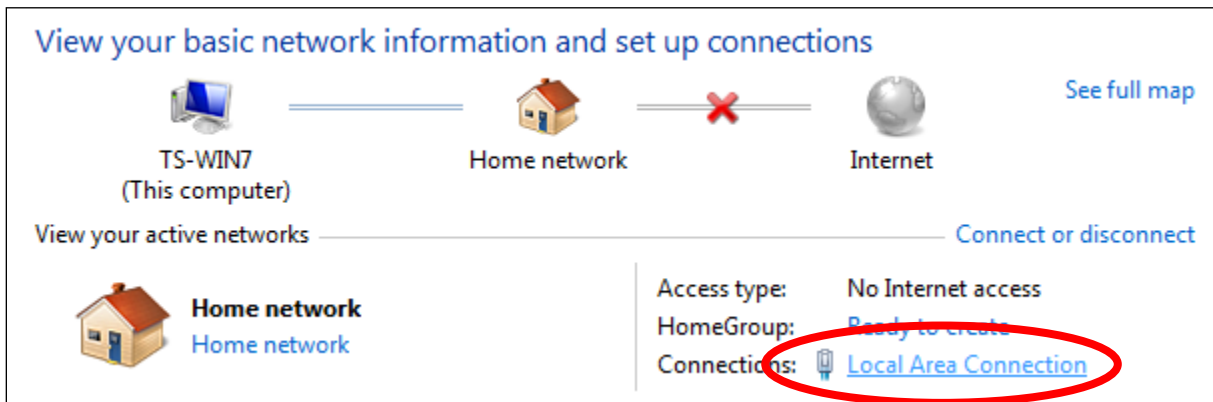 View your basic network information and set up connections
See full map
TS-WIN7
(This computer)
Home network
Internet
View your active networks
Connect or disconnect
Home network
Home network
Access type: No Internet access
HomeGroup: Ready to create
Connections: Local Area Connection